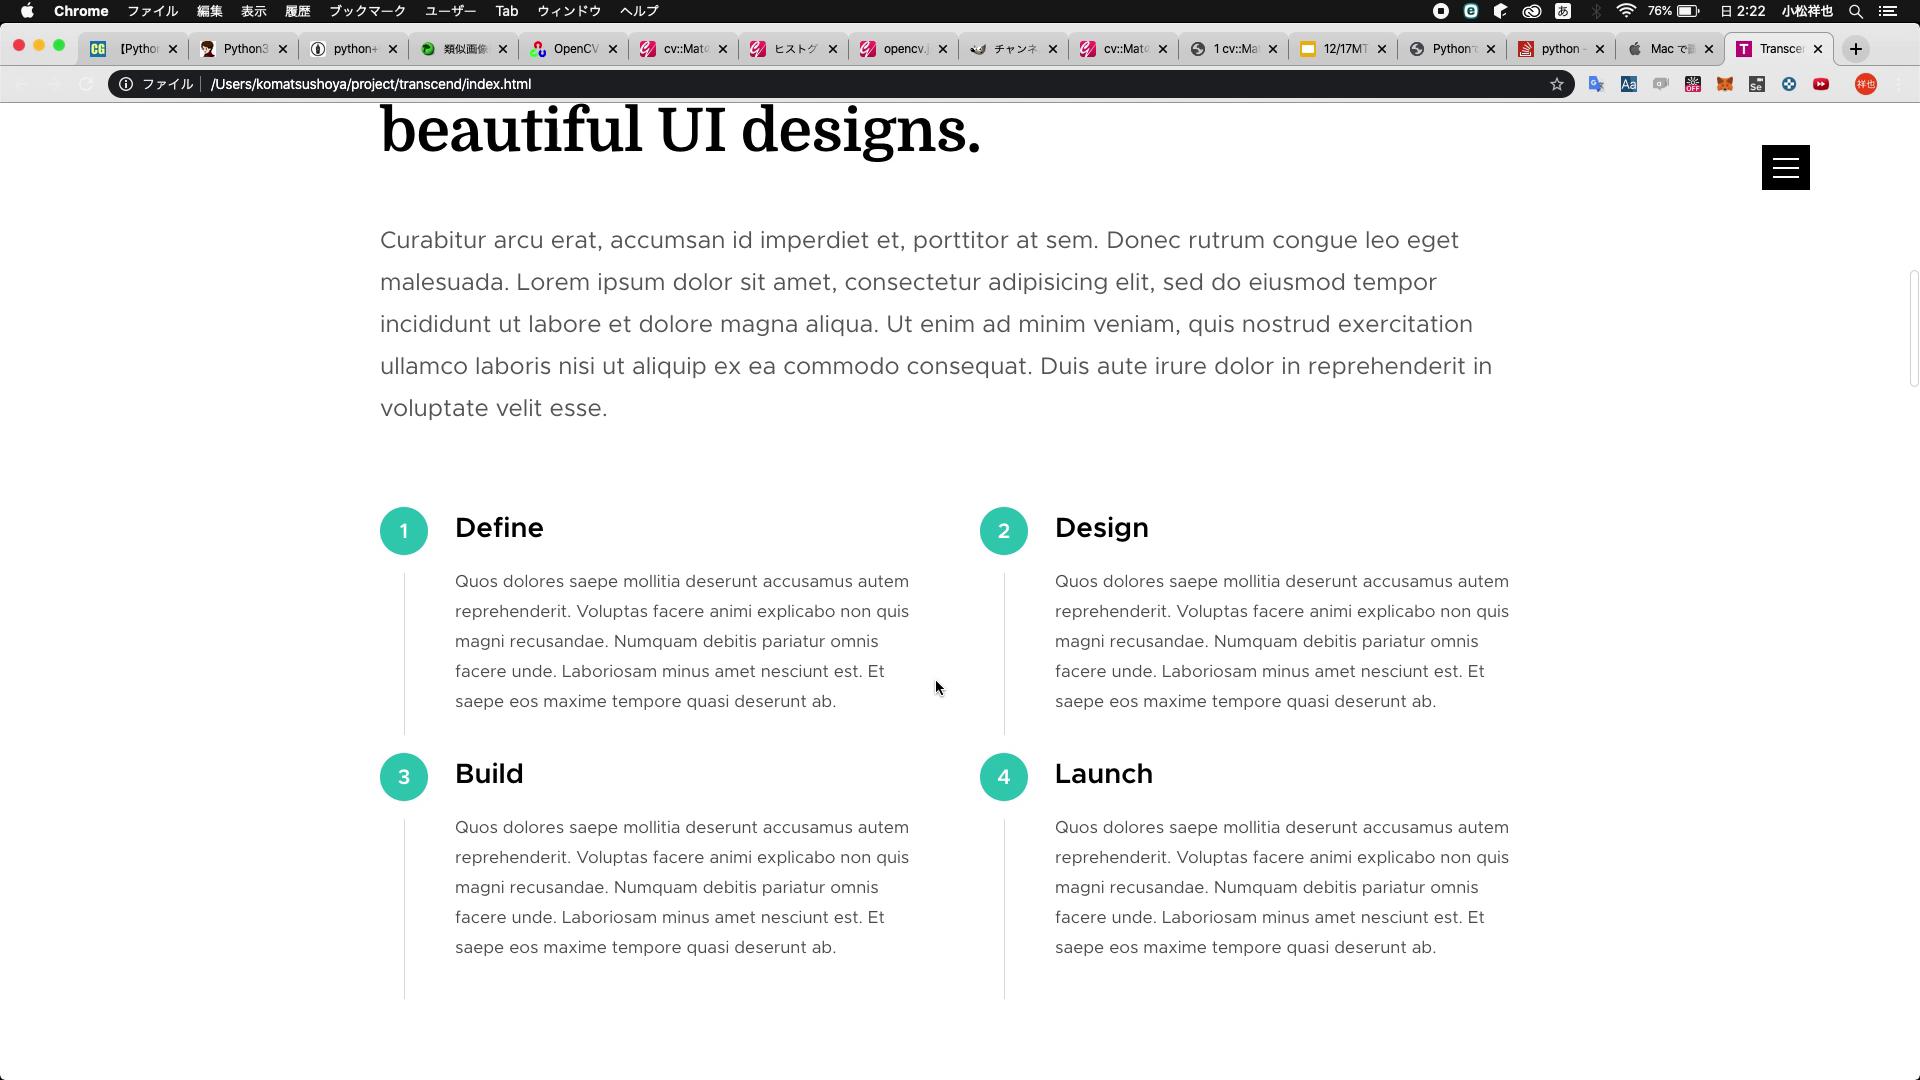 Chrome ファイル 編集 表示 履歴 ブックマーク ユーザー Tab ウィンドウ ヘルプ 76% 日 2:22 小松祥也
【Pytho Python3 python+ 類似画像 OpenCV cv::Mat ヒストグ opencv. チャンネ cv::Mat 1 cv::Ma 12/17MT Python python - Mac で Transce
ファイル /Users/komatsushoya/project/transcend/index.html Aa OFF Se 祥也
beautiful UI designs.
Curabitur arcu erat, accumsan id imperdiet et, porttitor at sem. Donec rutrum congue leo eget
malesuada. Lorem ipsum dolor sit amet, consectetur adipisicing elit, sed do eiusmod tempor
incididunt ut labore et dolore magna aliqua. Ut enim ad minim veniam, quis nostrud exercitation
ullamco laboris nisi ut aliquip ex ea commodo consequat. Duis aute irure dolor in reprehenderit in
voluptate velit esse.
1 Define
Quos dolores saepe mollitia deserunt accusamus autem
reprehenderit. Voluptas facere animi explicabo non quis
magni recusandae. Numquam debitis pariatur omnis
facere unde. Laboriosam minus amet nesciunt est. Et
saepe eos maxime tempore quasi deserunt ab.
2 Design
Quos dolores saepe mollitia deserunt accusamus autem
reprehenderit. Voluptas facere animi explicabo non quis
magni recusandae. Numquam debitis pariatur omnis
facere unde. Laboriosam minus amet nesciunt est. Et
saepe eos maxime tempore quasi deserunt ab.
3 Build
Quos dolores saepe mollitia deserunt accusamus autem
reprehenderit. Voluptas facere animi explicabo non quis
magni recusandae. Numquam debitis pariatur omnis
facere unde. Laboriosam minus amet nesciunt est. Et
saepe eos maxime tempore quasi deserunt ab.
4 Launch
Quos dolores saepe mollitia deserunt accusamus autem
reprehenderit. Voluptas facere animi explicabo non quis
magni recusandae. Numquam debitis pariatur omnis
facere unde. Laboriosam minus amet nesciunt est. Et
saepe eos maxime tempore quasi deserunt ab.